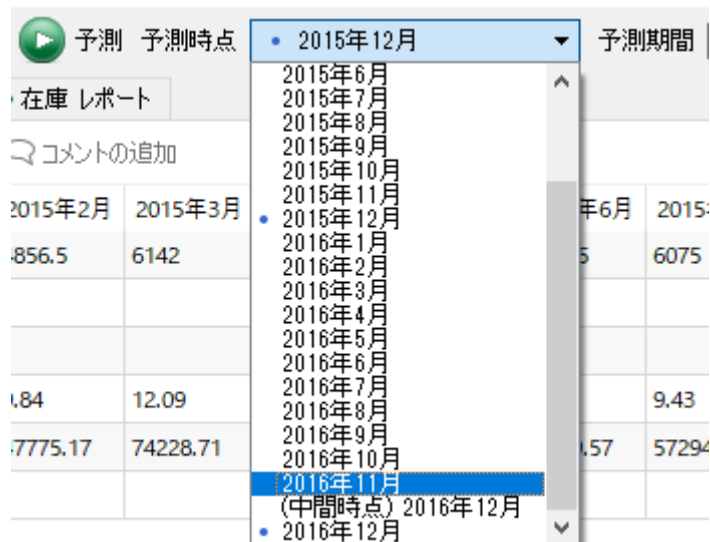 予測 予測時点 • 2015年12月 予測期間
在庫 レポート
コメントの追加
2015年6月
2015年7月
2015年8月
2015年9月
2015年10月
2015年11月
• 2015年12月
2016年1月
2016年2月
2016年3月
2016年4月
2016年5月
2016年6月
2016年7月
2016年8月
2016年9月
2016年10月
2016年11月
(中間時点) 2016年12月
• 2016年12月
2015年2月 2015年3月 年6月 2015
856.5 6142 6075
.84 12.09 9.43
7775.17 74228.71 .57 57294